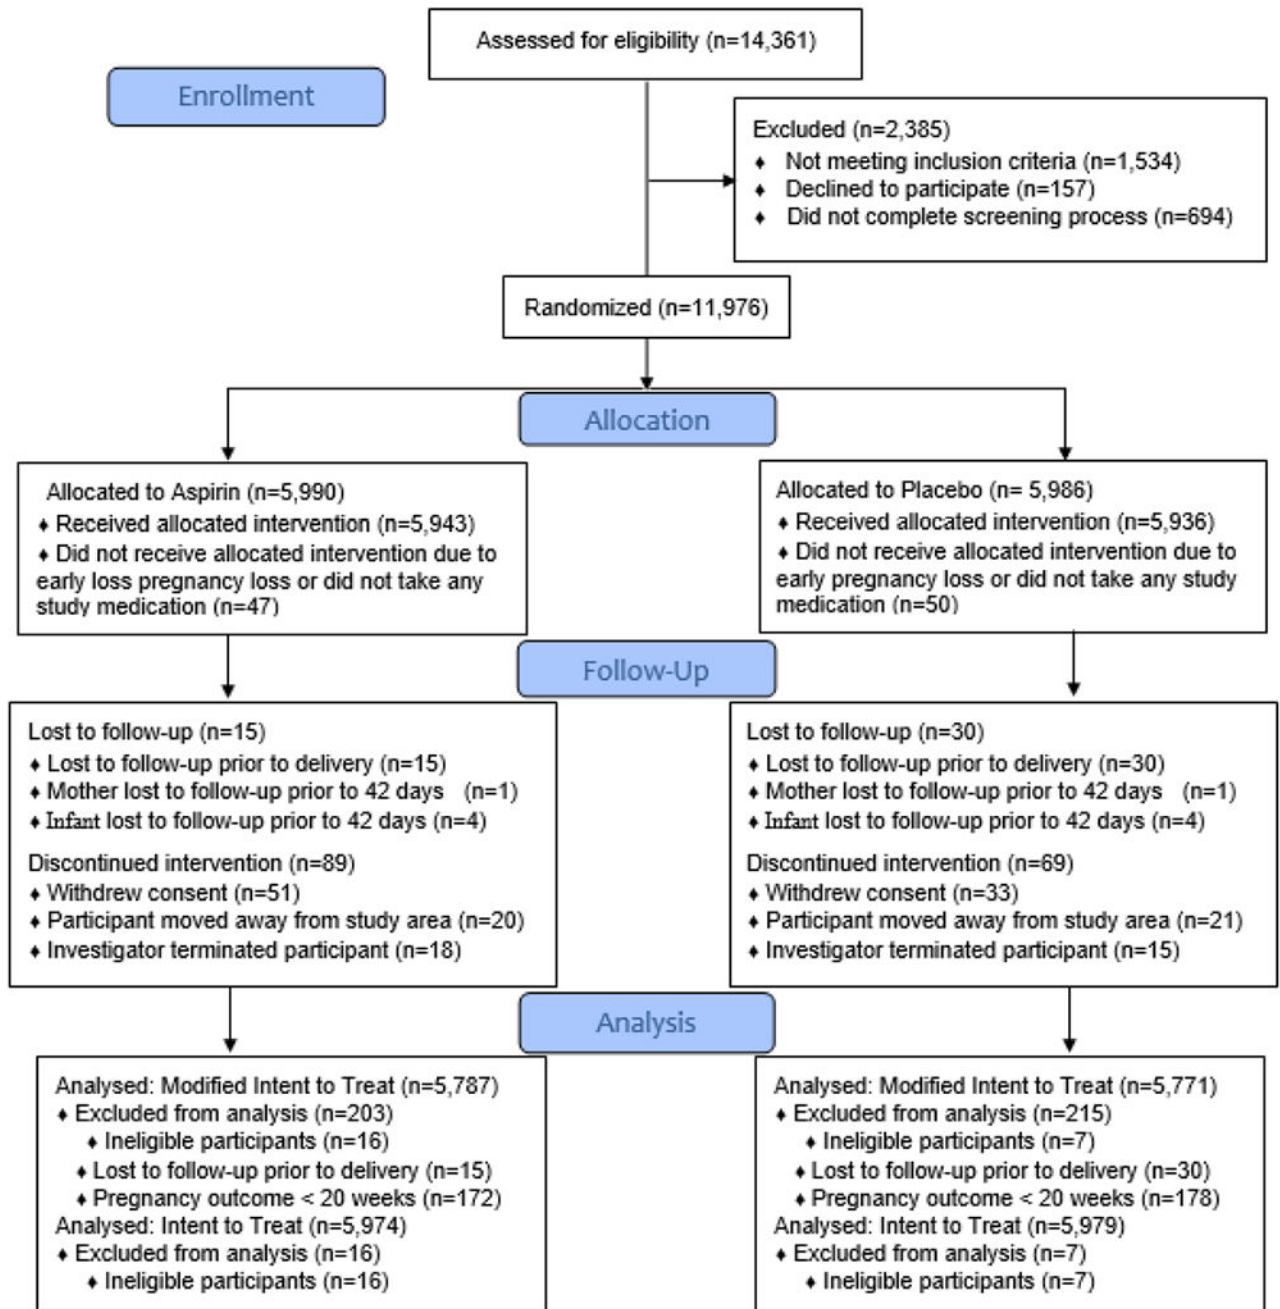 Assessed for eligibility (n=14,361)
Enrollment
Excluded (n=2,385)
♦ Not meeting inclusion criteria (n=1,534)
♦ Declined to participate (n=157)
♦ Did not complete screening process (n=694)
Randomized (n=11,976)
Allocation
Allocated to Aspirin (n=5,990)
♦ Received allocated intervention (n=5,943)
♦ Did not receive allocated intervention due to
early loss pregnancy loss or did not take any
study medication (n=47)
Allocated to Placebo (n= 5,986)
♦ Received allocated intervention (n=5,936)
♦ Did not receive allocated intervention due to
early pregnancy loss or did not take any study
medication (n=50)
Follow-Up
Lost to follow-up (n=15)
♦ Lost to follow-up prior to delivery (n=15)
♦ Mother lost to follow-up prior to 42 days (n=1)
♦ Infant lost to follow-up prior to 42 days (n=4)
Discontinued intervention (n=89)
♦ Withdrew consent (n=51)
♦ Participant moved away from study area (n=20)
♦ Investigator terminated participant (n=18)
Lost to follow-up (n=30)
♦ Lost to follow-up prior to delivery (n=30)
♦ Mother lost to follow-up prior to 42 days (n=1)
♦ Infant lost to follow-up prior to 42 days (n=4)
Discontinued intervention (n=69)
♦ Withdrew consent (n=33)
♦ Participant moved away from study area (n=21)
♦ Investigator terminated participant (n=15)
Analysis
Analysed: Modified Intent to Treat (n=5,787)
♦ Excluded from analysis (n=203)
♦ Ineligible participants (n=16)
♦ Lost to follow-up prior to delivery (n=15)
♦ Pregnancy outcome < 20 weeks (n=172)
Analysed: Intent to Treat (n=5,974)
♦ Excluded from analysis (n=16)
♦ Ineligible participants (n=16)
Analysed: Modified Intent to Treat (n=5,771)
♦ Excluded from analysis (n=215)
♦ Ineligible participants (n=7)
♦ Lost to follow-up prior to delivery (n=30)
♦ Pregnancy outcome < 20 weeks (n=178)
Analysed: Intent to Treat (n=5,979)
♦ Excluded from analysis (n=7)
♦ Ineligible participants (n=7)